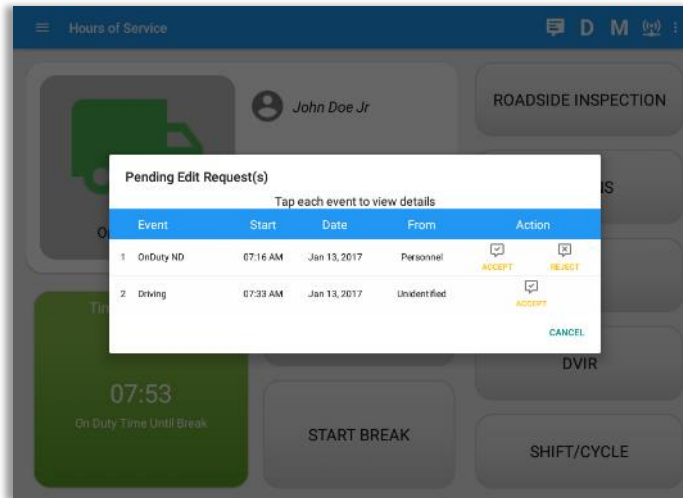 Hours of Service
D M
John Doe Jr
ROADSIDE INSPECTION
Pending Edit Request(s)
Tap each event to view details
Event Start Date From Action
1 OnDuty ND 07:16 AM Jan 13, 2017 Personnel ACCEPT REJECT
2 Driving 07:33 AM Jan 13, 2017 Unidentified ACCEPT
CANCEL
DVIR
07:53
On Duty Time Until Break
START BREAK
SHIFT/CYCLE